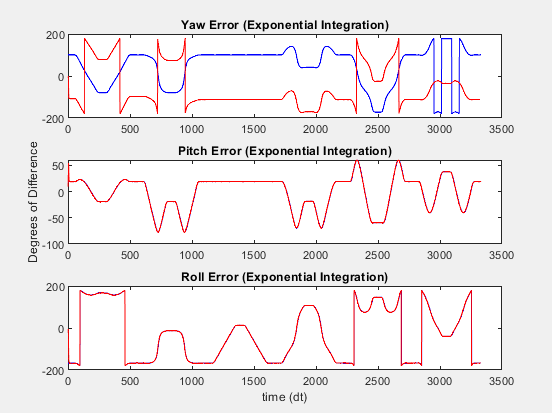 Yaw Error (Exponential Integration)
200
0
-200
0 500 1000 1500 2000 2500 3000 3500
Pitch Error (Exponential Integration)
50
0
-50
-100
0 500 1000 1500 2000 2500 3000 3500
Degrees of Difference
Roll Error (Exponential Integration)
200
0
-200
0 500 1000 1500 2000 2500 3000 3500
time (dt)